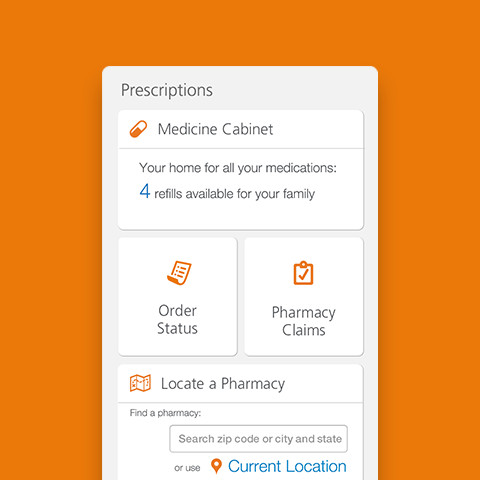 Prescriptions
Medicine Cabinet
Your home for all your medications:
4 refills available for your family
Order
Status
Pharmacy
Claims
Locate a Pharmacy
Find a pharmacy:
Search zip code or city and state
or use Current Location